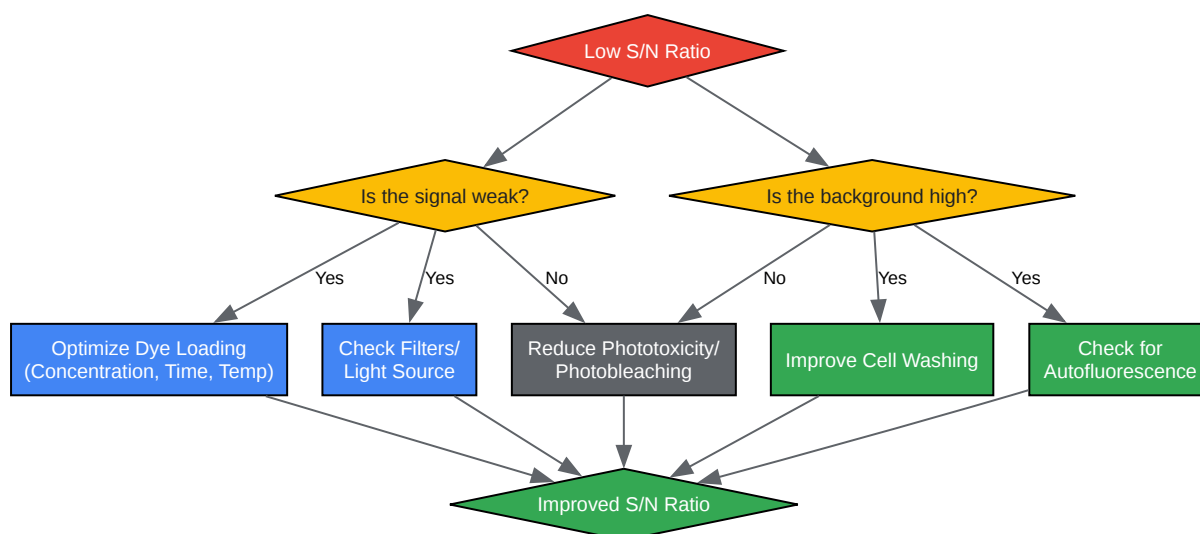 Low S/N Ratio
Is the signal weak?
Is the background high?
Yes
Yes
No
No
Yes
Yes
Optimize Dye Loading
(Concentration, Time, Temp)
Check Filters/
Light Source
Reduce Phototoxicity/
Photobleaching
Improve Cell Washing
Check for
Autofluorescence
Improved S/N Ratio